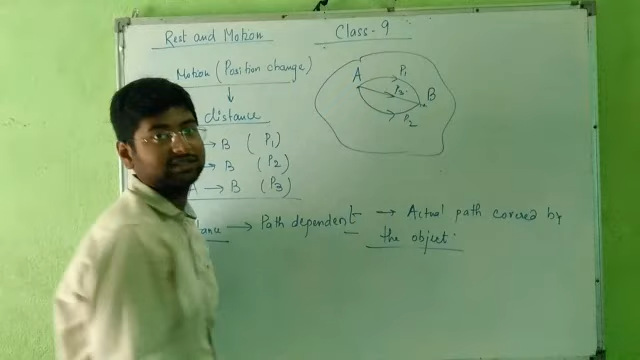 Rest and Motion
Class - 9
Motion (Position change)
distance
→ B (P1)
→ B (P2)
A → B (P3)
→ Path dependent → Actual path covered by
the object.
A
P1
P3.
B
P2